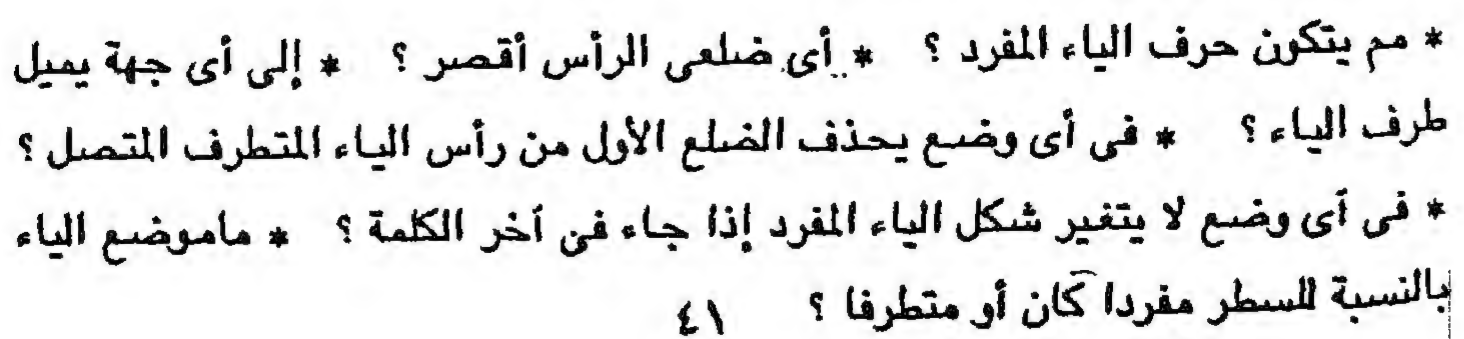 * مم يتكون حرف الياء المفرد ؟ * أى ضلعى الرأس أقصر ؟ * إلى أى جهة يميل
طرف الياء ؟ * فى أى وضع يحذف الضلع الأول من رأس الياء المتطرف المتصل ؟
* فى أى وضع لا يتغير شكل الياء المفرد إذا جاء فى آخر الكلمة ؟ * ماموضع الياء
بالنسبة للسطر مفردا كان أو متطرفا ؟ ٤١